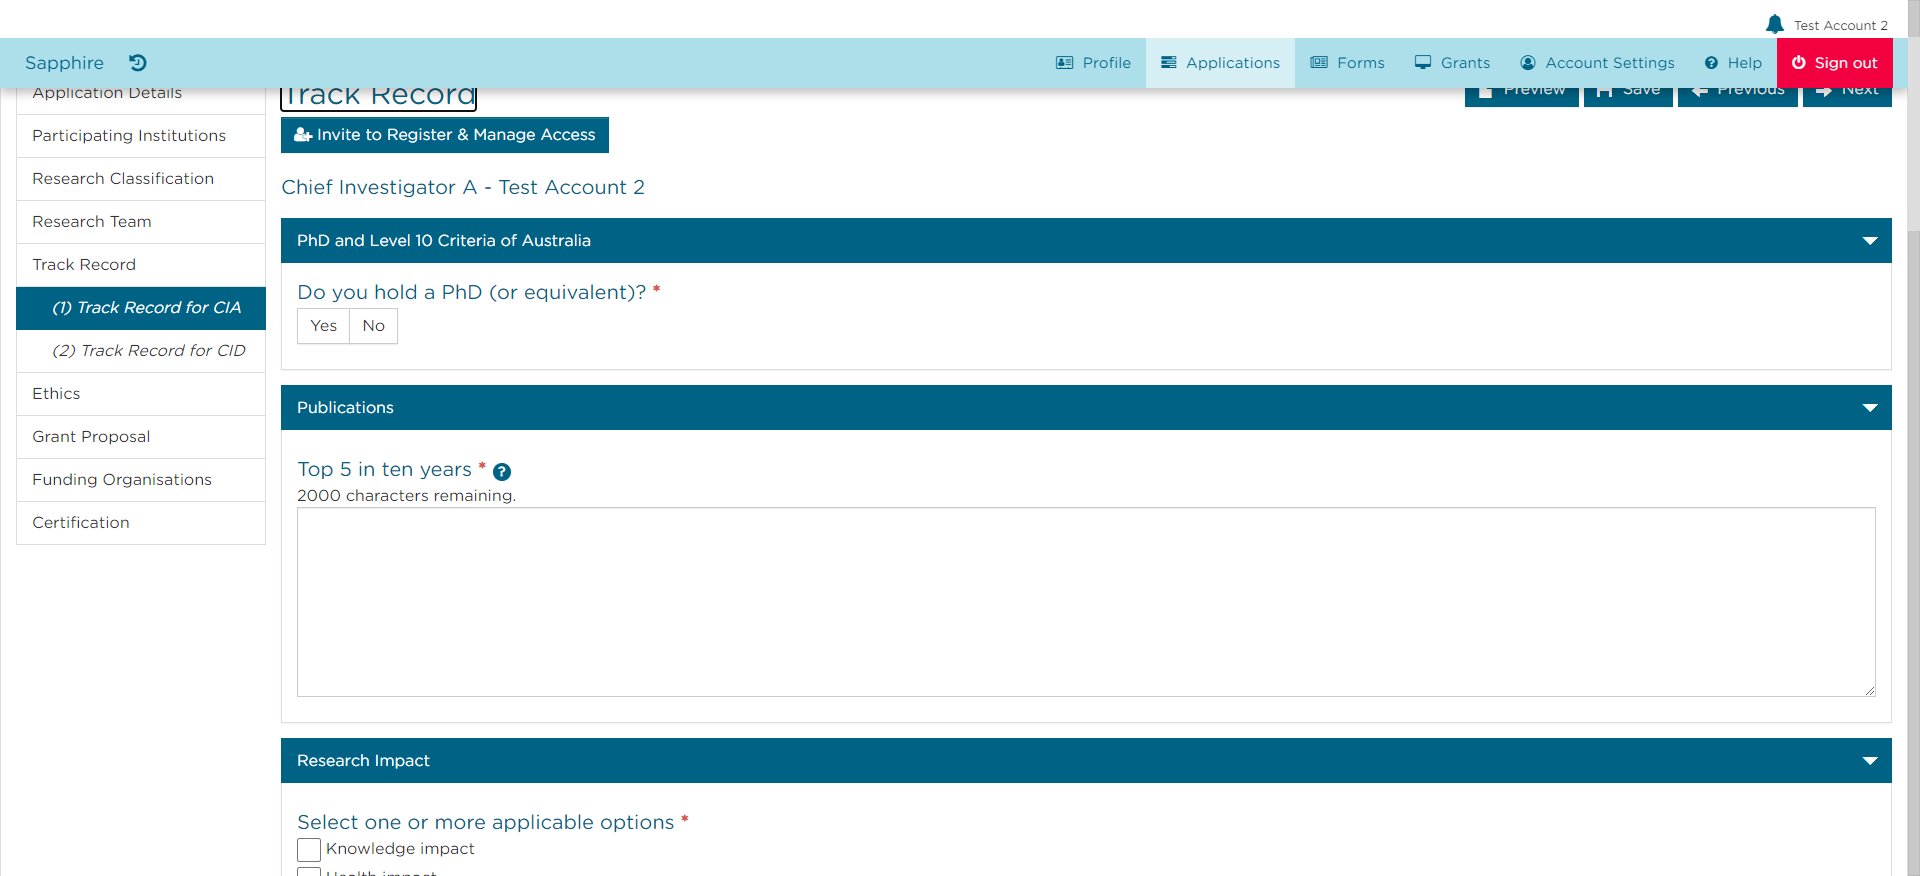 Test Account 2
Sapphire
Profile
Applications
Forms
Grants
Account Settings
Help
Sign out
Application Details
Participating Institutions
Research Classification
Research Team
Track Record
(1) Track Record for CIA
(2) Track Record for CID
Ethics
Grant Proposal
Funding Organisations
Certification
Track Record
Preview
Save
Previous
Next
Invite to Register & Manage Access
Chief Investigator A - Test Account 2
PhD and Level 10 Criteria of Australia
Do you hold a PhD (or equivalent)? *
Yes
No
Publications
Top 5 in ten years *
2000 characters remaining.
Research Impact
Select one or more applicable options *
Knowledge impact
Health impact